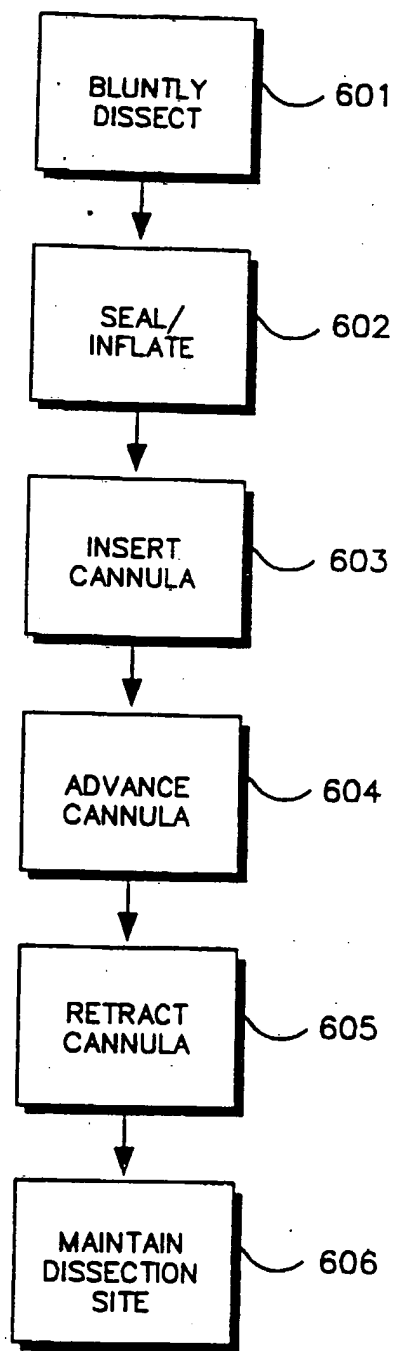 BLUNTLY
DISSECT
601
SEAL/
INFLATE
602
INSERT
CANNULA
603
ADVANCE
CANNULA
604
RETRACT
CANNULA
605
MAINTAIN
DISSECTION
SITE
606